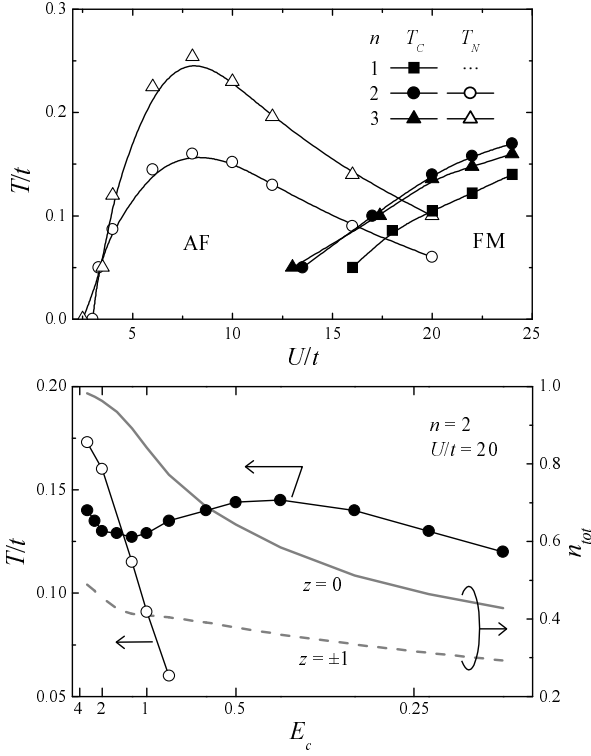 0.3
n T_C T_N
1 ...
2
3
0.2
T/t
0.1
AF FM
0.0
5 10 15 20 25
U/t
0.20 1.0
n = 2
U/t = 20
0.8
0.15
T/t 0.6 n_tot
z = 0
0.10
0.4
z = ±1
0.05 0.2
4 2 1 0.5 0.25
E_c